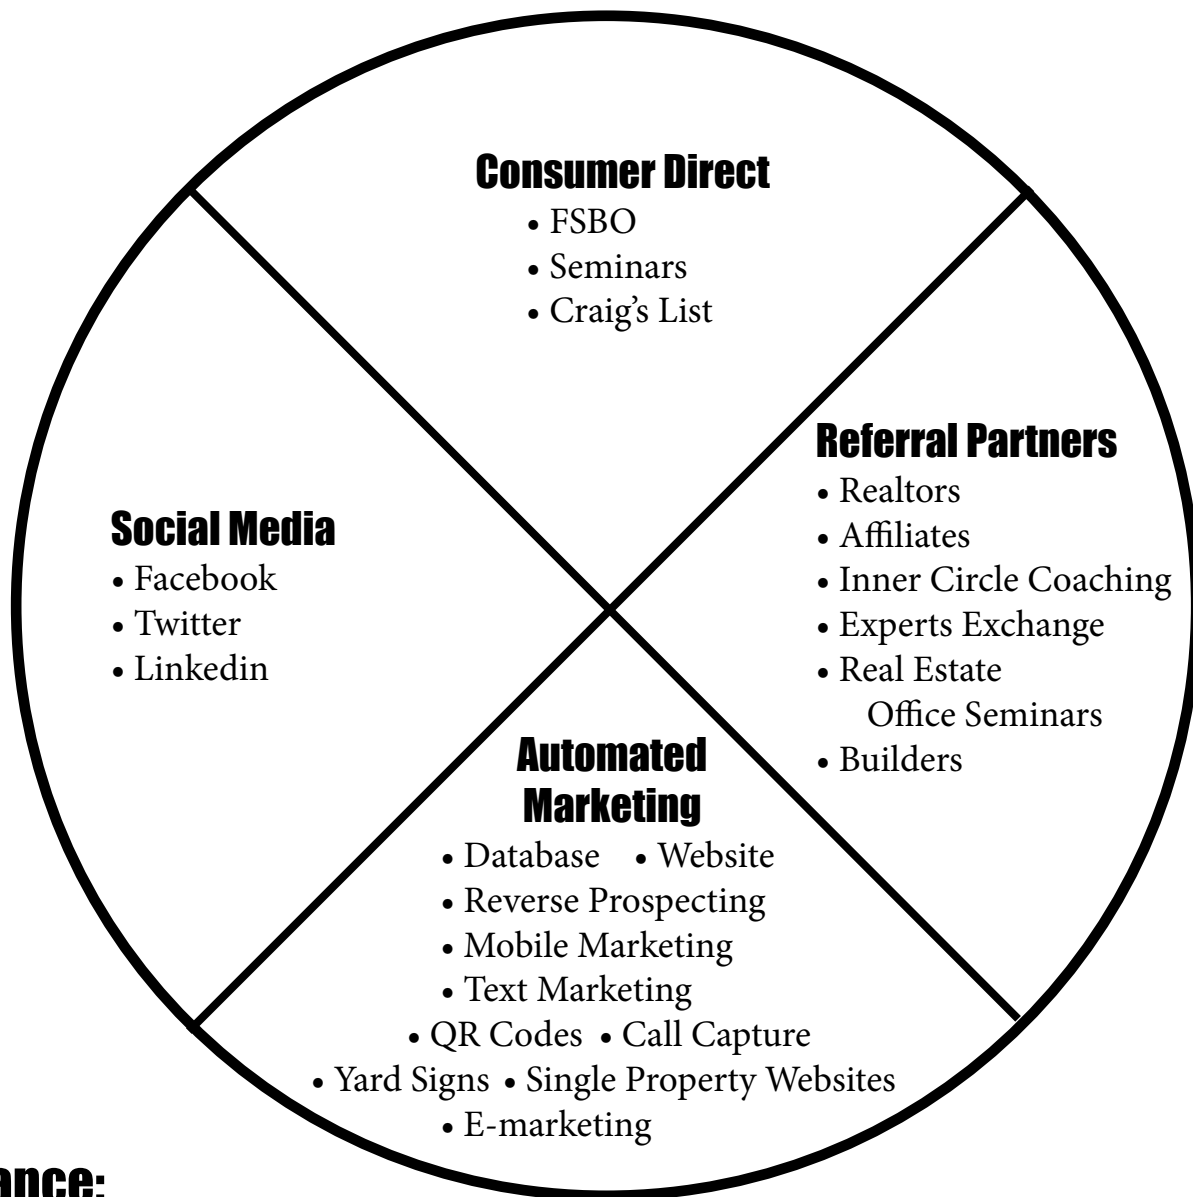 Consumer Direct
• FSBO
• Seminars
• Craig's List
Referral Partners
• Realtors
• Affiliates
• Inner Circle Coaching
• Experts Exchange
• Real Estate
Office Seminars
• Builders
Social Media
• Facebook
• Twitter
• Linkedin
Automated
Marketing
• Database • Website
• Reverse Prospecting
• Mobile Marketing
• Text Marketing
• QR Codes • Call Capture
• Yard Signs • Single Property Websites
• E-marketing